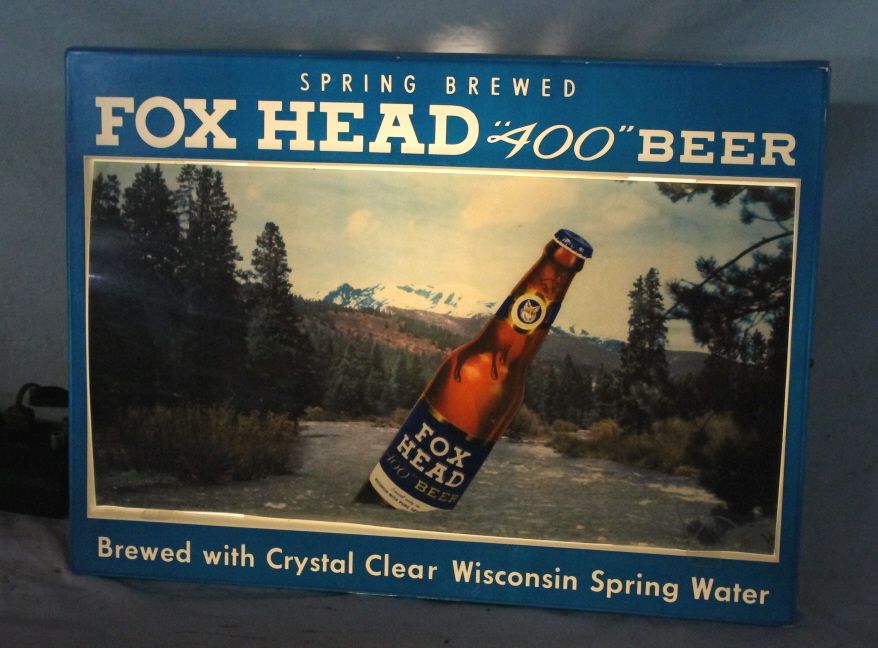 SPRING BREWED
FOX HEAD "400" BEER
FOX
HEAD
"400" BEER
Brewed with Crystal Clear Wisconsin Spring Water